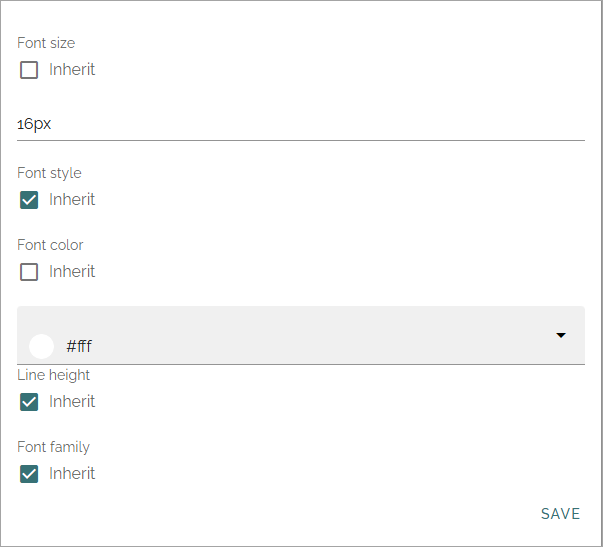 Font size
Inherit
16px
Font style
Inherit
Font color
Inherit
#fff
Line height
Inherit
Font family
Inherit
SAVE